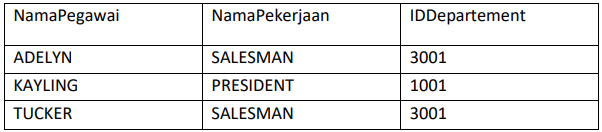 NamaPegawai NamaPekerjaan IDDepartement
ADELYN SALESMAN 3001
KAYLING PRESIDENT 1001
TUCKER SALESMAN 3001